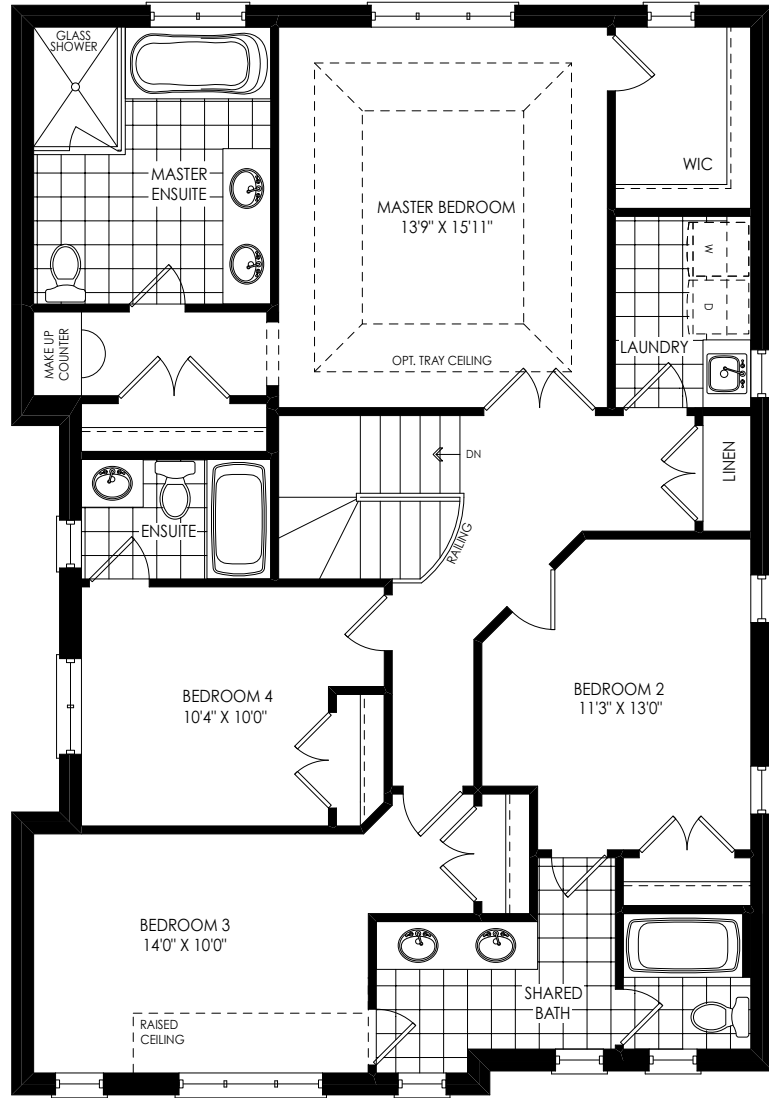 GLASS
SHOWER
MASTER
ENSUITE
MASTER BEDROOM
13'9" X 15'11"
WIC
W
D
MAKE UP
COUNTER
OPT. TRAY CEILING
LAUNDRY
DN
LINEN
ENSUITE
RAILING
BEDROOM 4
10'4" X 10'0"
BEDROOM 2
11'3" X 13'0"
BEDROOM 3
14'0" X 10'0"
SHARED
BATH
RAISED
CEILING